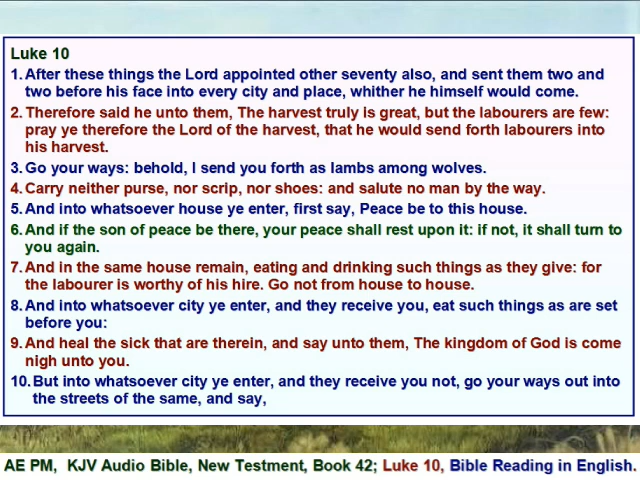 Luke 10
1. After these things the Lord appointed other seventy also, and sent them two and
two before his face into every city and place, whither he himself would come.
2. Therefore said he unto them, The harvest truly is great, but the labourers are few:
pray ye therefore the Lord of the harvest, that he would send forth labourers into
his harvest.
3. Go your ways: behold, I send you forth as lambs among wolves.
4. Carry neither purse, nor scrip, nor shoes: and salute no man by the way.
5. And into whatsoever house ye enter, first say, Peace be to this house.
6. And if the son of peace be there, your peace shall rest upon it: if not, it shall turn to
you again.
7. And in the same house remain, eating and drinking such things as they give: for
the labourer is worthy of his hire. Go not from house to house.
8. And into whatsoever city ye enter, and they receive you, eat such things as are set
before you:
9. And heal the sick that are therein, and say unto them, The kingdom of God is come
nigh unto you.
10. But into whatsoever city ye enter, and they receive you not, go your ways out into
the streets of the same, and say,
AE PM, KJV Audio Bible, New Testment, Book 42; Luke 10, Bible Reading in English.